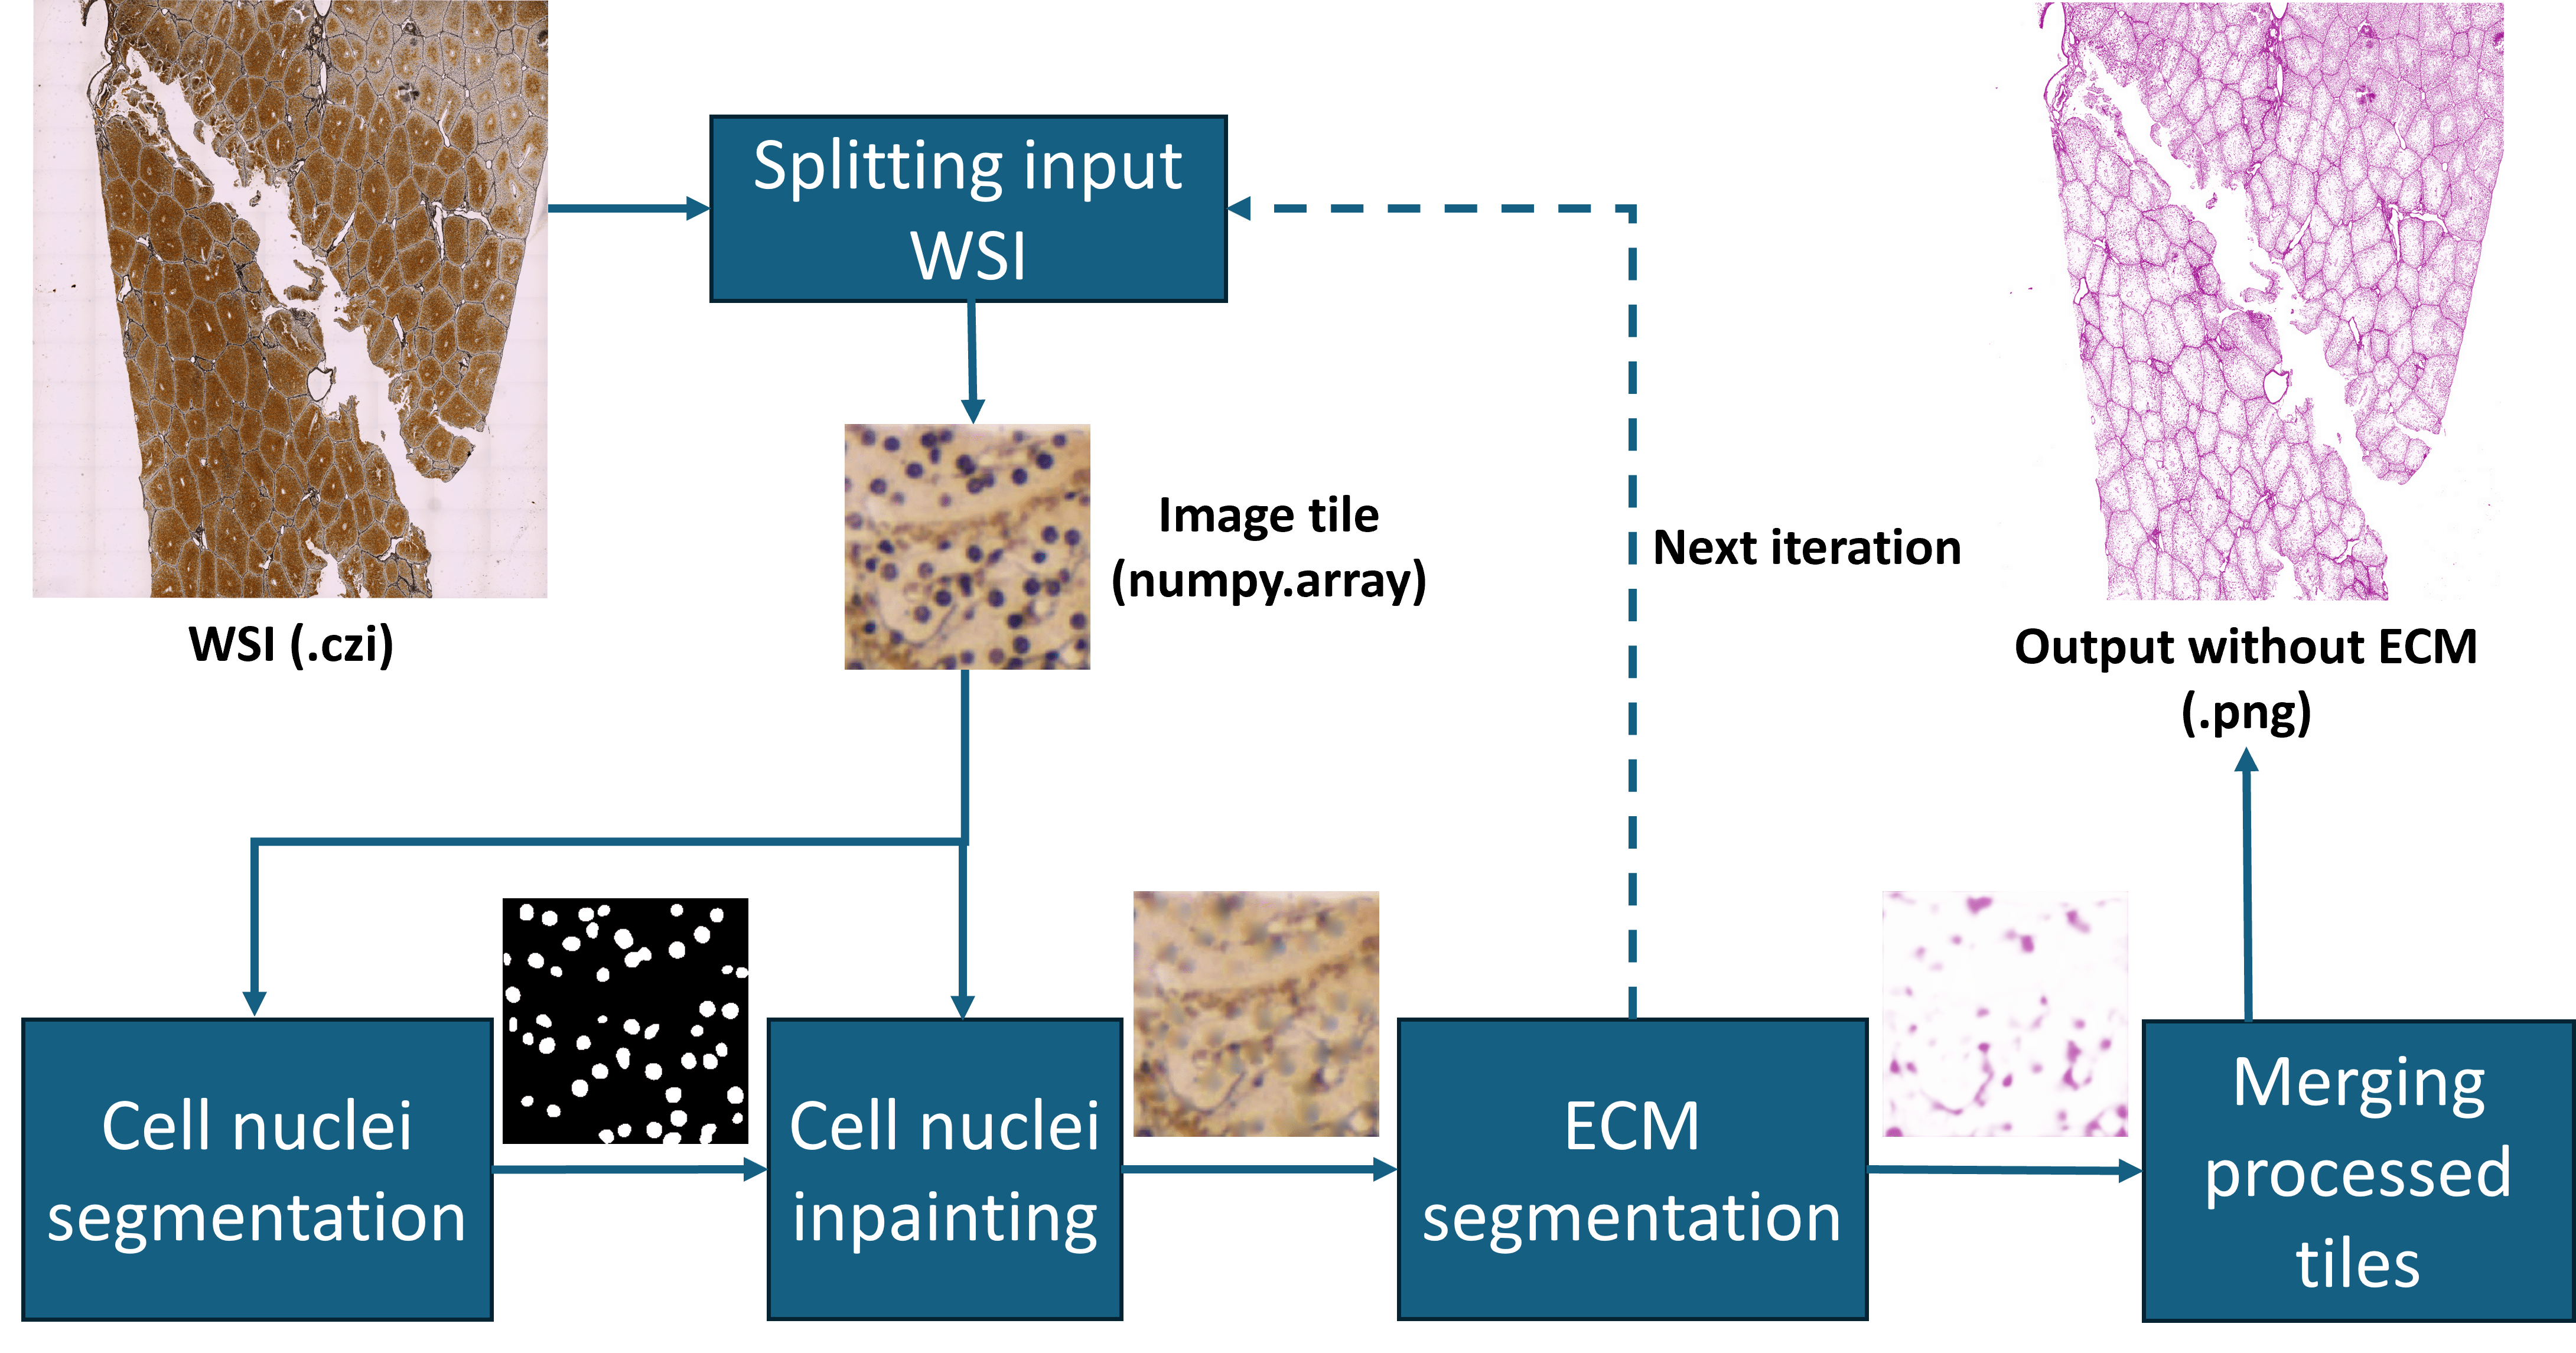 Splitting input
WSI
WSI (.czi)
Image tile
(numpy.array)
Next iteration
Output without ECM
(.png)
Cell nuclei
segmentation
Cell nuclei
inpainting
ECM
segmentation
Merging
processed
tiles